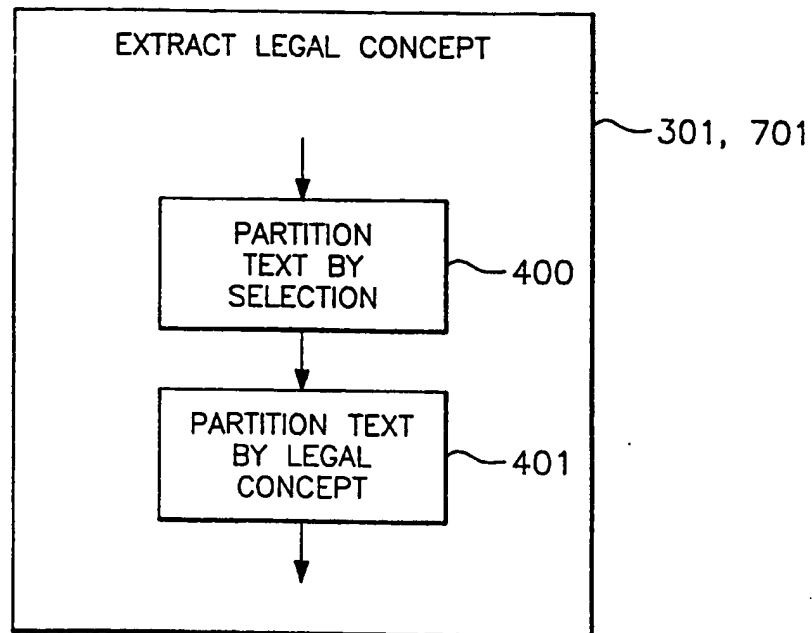 EXTRACT LEGAL CONCEPT
301, 701
PARTITION
TEXT BY
SELECTION
400
PARTITION TEXT
BY LEGAL
CONCEPT
401